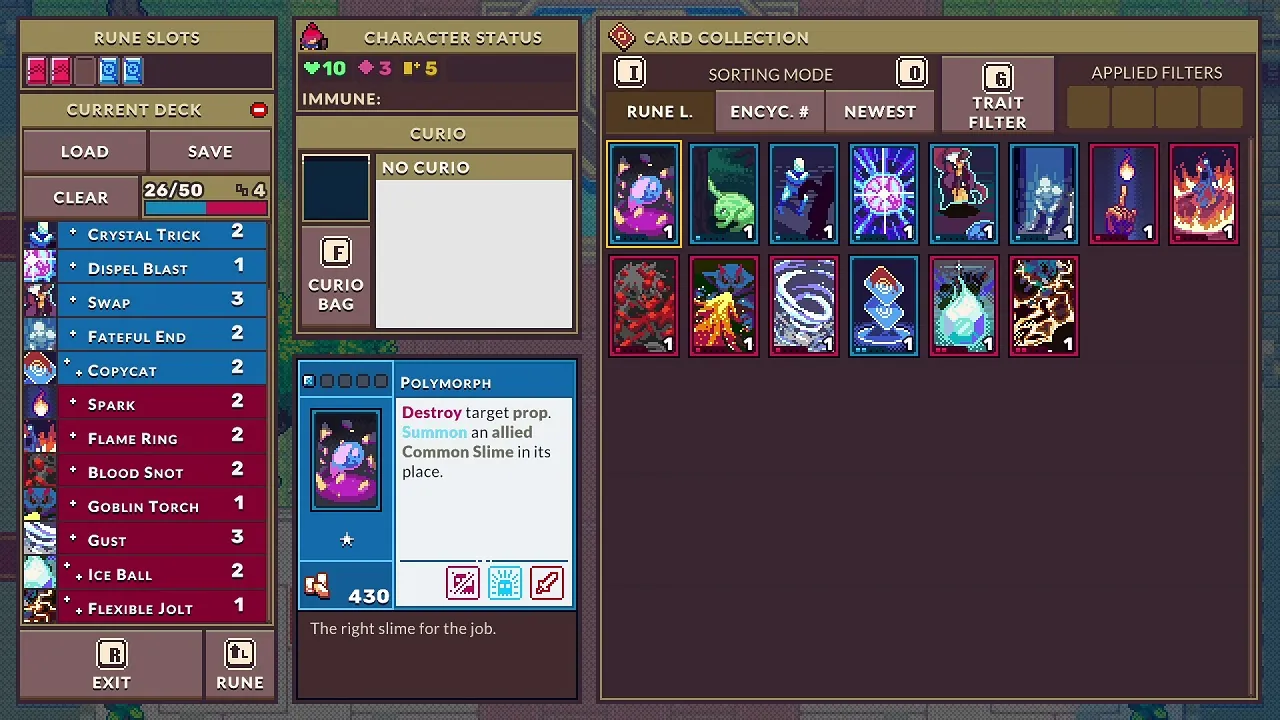 RUNE SLOTS
CURRENT DECK
LOAD
SAVE
CLEAR
26/50
4
CRYSTAL TRICK 2
DISPEL BLAST 1
SWAP 3
FATEFUL END 2
COPYCAT 2
SPARK 2
FLAME RING 2
BLOOD SNOT 2
GOBLIN TORCH 1
GUST 3
ICE BALL 2
FLEXIBLE JOLT 1
R
EXIT
L
RUNE
CHARACTER STATUS
10 3 5
IMMUNE:
CURIO
NO CURIO
F
CURIO
BAG
POLYMORPH
Destroy target prop.
Summon an allied
Common Slime in its
place.
430
The right slime for the job.
CARD COLLECTION
I
SORTING MODE
O
RUNE L.
ENCYC. #
NEWEST
G
TRAIT
FILTER
APPLIED FILTERS
1 1 1 1 1 1 1 1
1 1 1 1 1 1